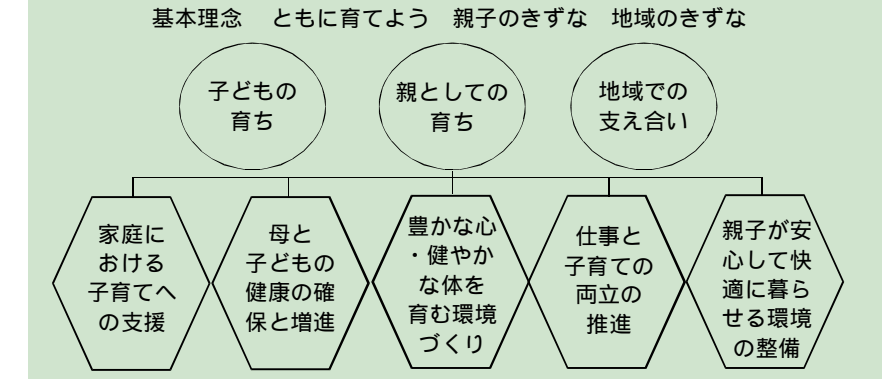 基本理念　ともに育てよう　親子のきずな　地域のきずな
子どもの
育ち
親としての
育ち
地域での
支え合い
家庭に
おける
子育てへ
の支援
母と
子どもの
健康の確
保と増進
豊かな心
・健やか
な体を
育む環境
づくり
仕事と
子育ての
両立の
推進
親子が安
心して快
適に暮ら
せる環境
の整備